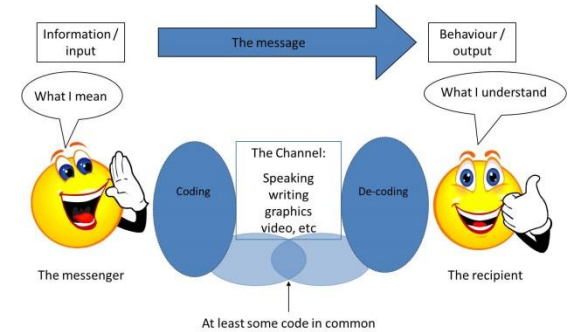 Information /
input
The message
Behaviour /
output
What I mean
What I understand
The Channel:
Speaking
writing
graphics
video, etc
Coding
De-coding
The messenger
The recipient
At least some code in common